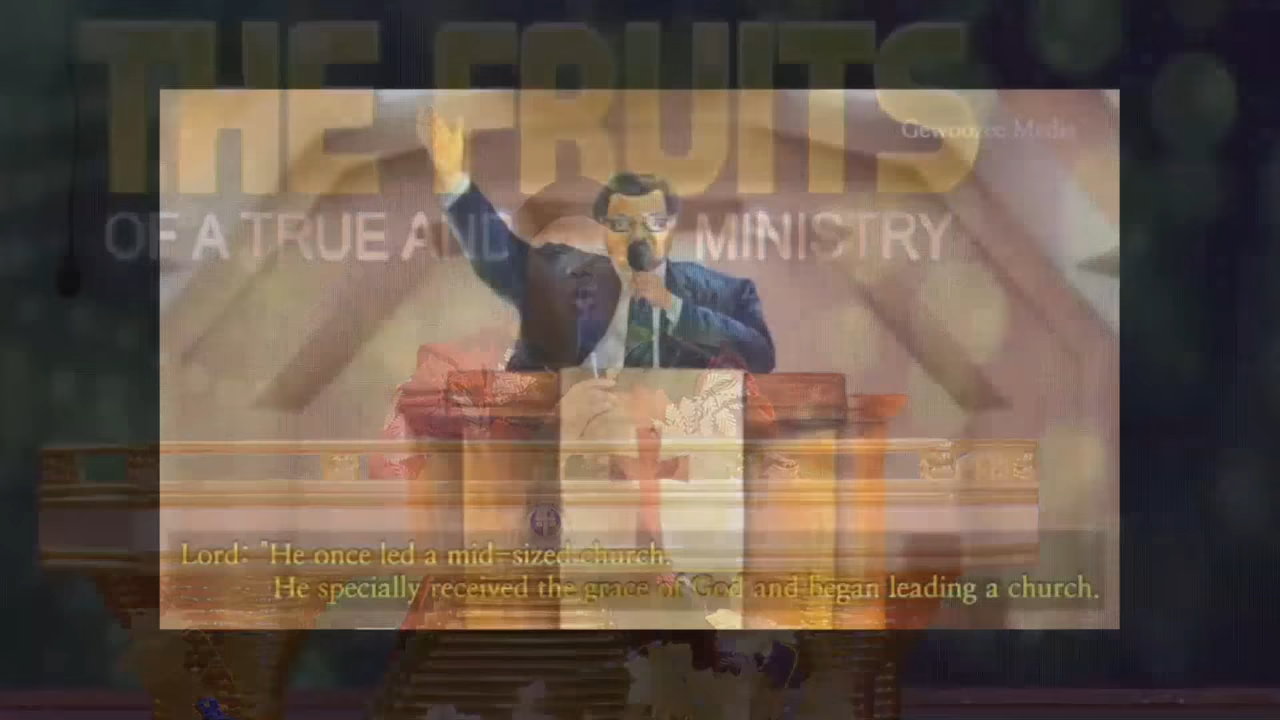 THE FRUITS
Gewoozee Media
OF A TRUE AND MINISTRY
Lord: "He once led a mid-sized church.
He specially received the grace of God and began leading a church.